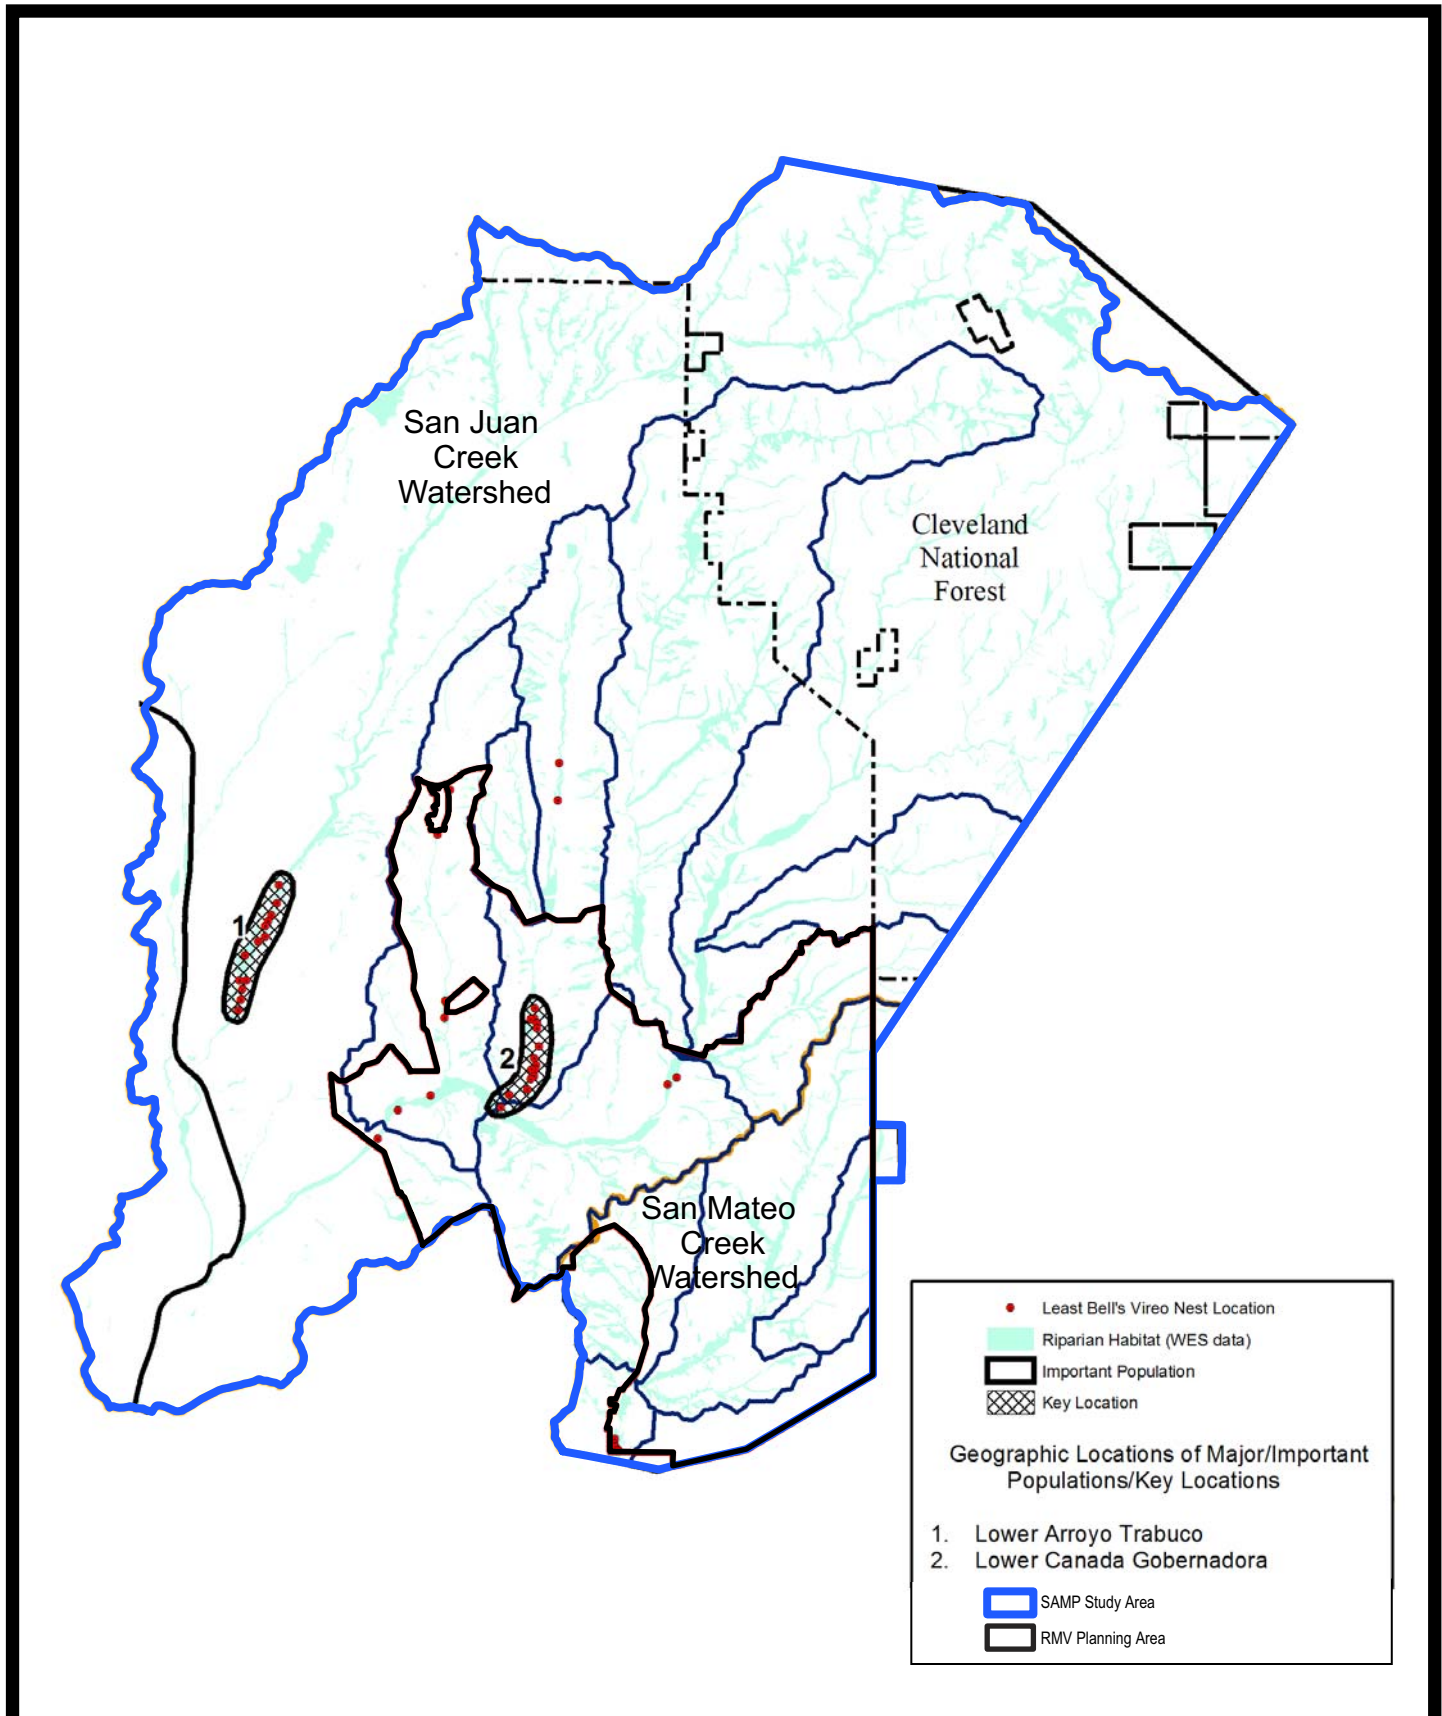 San Juan
Creek
Watershed
Cleveland
National
Forest
1
2
San Mateo
Creek
Watershed
Least Bell's Vireo Nest Location
Riparian Habitat (WES data)
Important Population
Key Location
Geographic Locations of Major/Important
Populations/Key Locations
1. Lower Arroyo Trabuco
2. Lower Canada Gobernadora
SAMP Study Area
RMV Planning Area